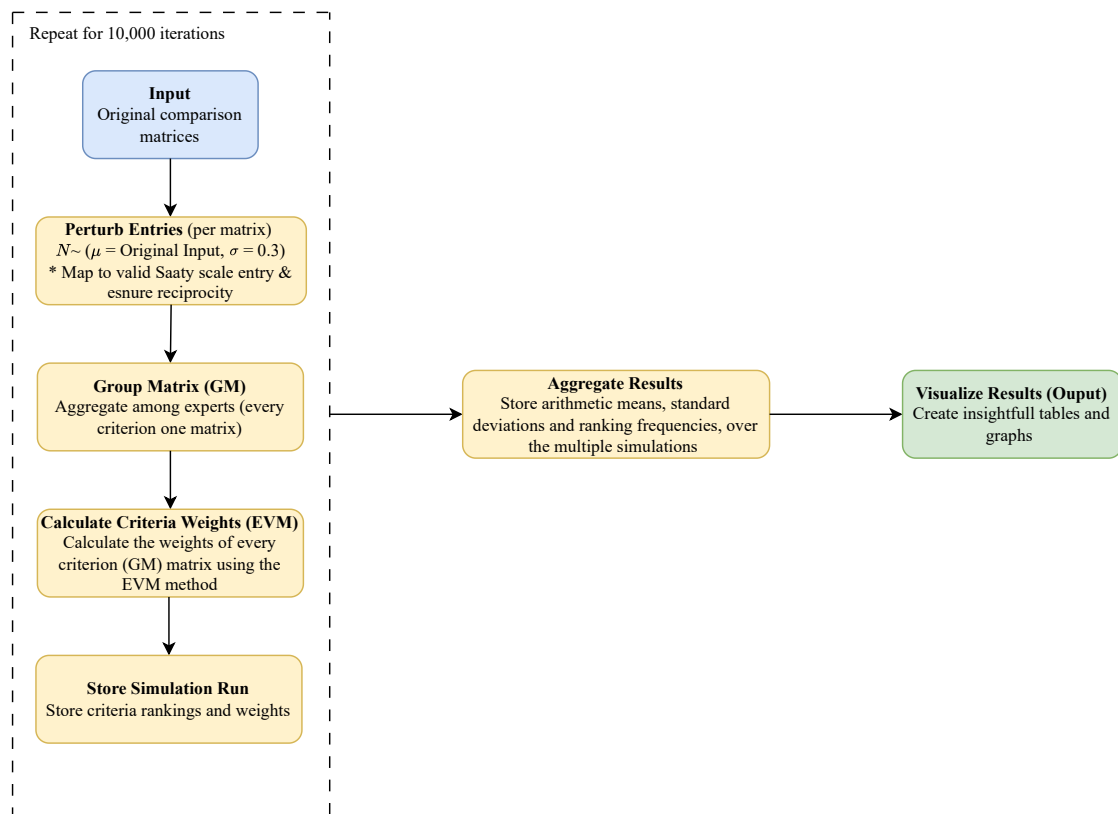 Repeat for 10,000 iterations
Input
Original comparison
matrices
Perturb Entries (per matrix)
N~ (μ = Original Input, σ = 0.3)
* Map to valid Saaty scale entry &
esnure reciprocity
Group Matrix (GM)
Aggregate among experts (every
criterion one matrix)
Calculate Criteria Weights (EVM)
Calculate the weights of every
criterion (GM) matrix using the
EVM method
Store Simulation Run
Store criteria rankings and weights
Aggregate Results
Store arithmetic means, standard
deviations and ranking frequencies, over
the multiple simulations
Visualize Results (Ouput)
Create insightfull tables and
graphs